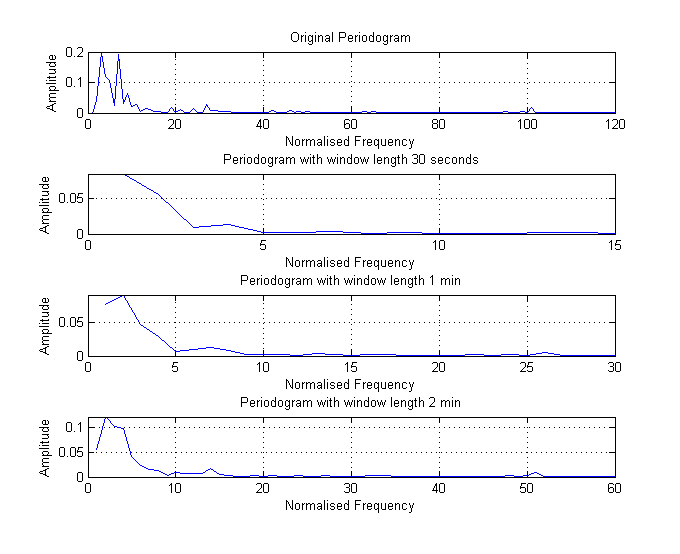 Original Periodogram
0.2
0.1
0
Amplitude
0 20 40 60 80 100 120
Normalised Frequency
Periodogram with window length 30 seconds
0.05
0
Amplitude
0 5 10 15
Normalised Frequency
Periodogram with window length 1 min
0.05
0
Amplitude
0 5 10 15 20 25 30
Normalised Frequency
Periodogram with window length 2 min
0.1
0.05
0
Amplitude
0 10 20 30 40 50 60
Normalised Frequency